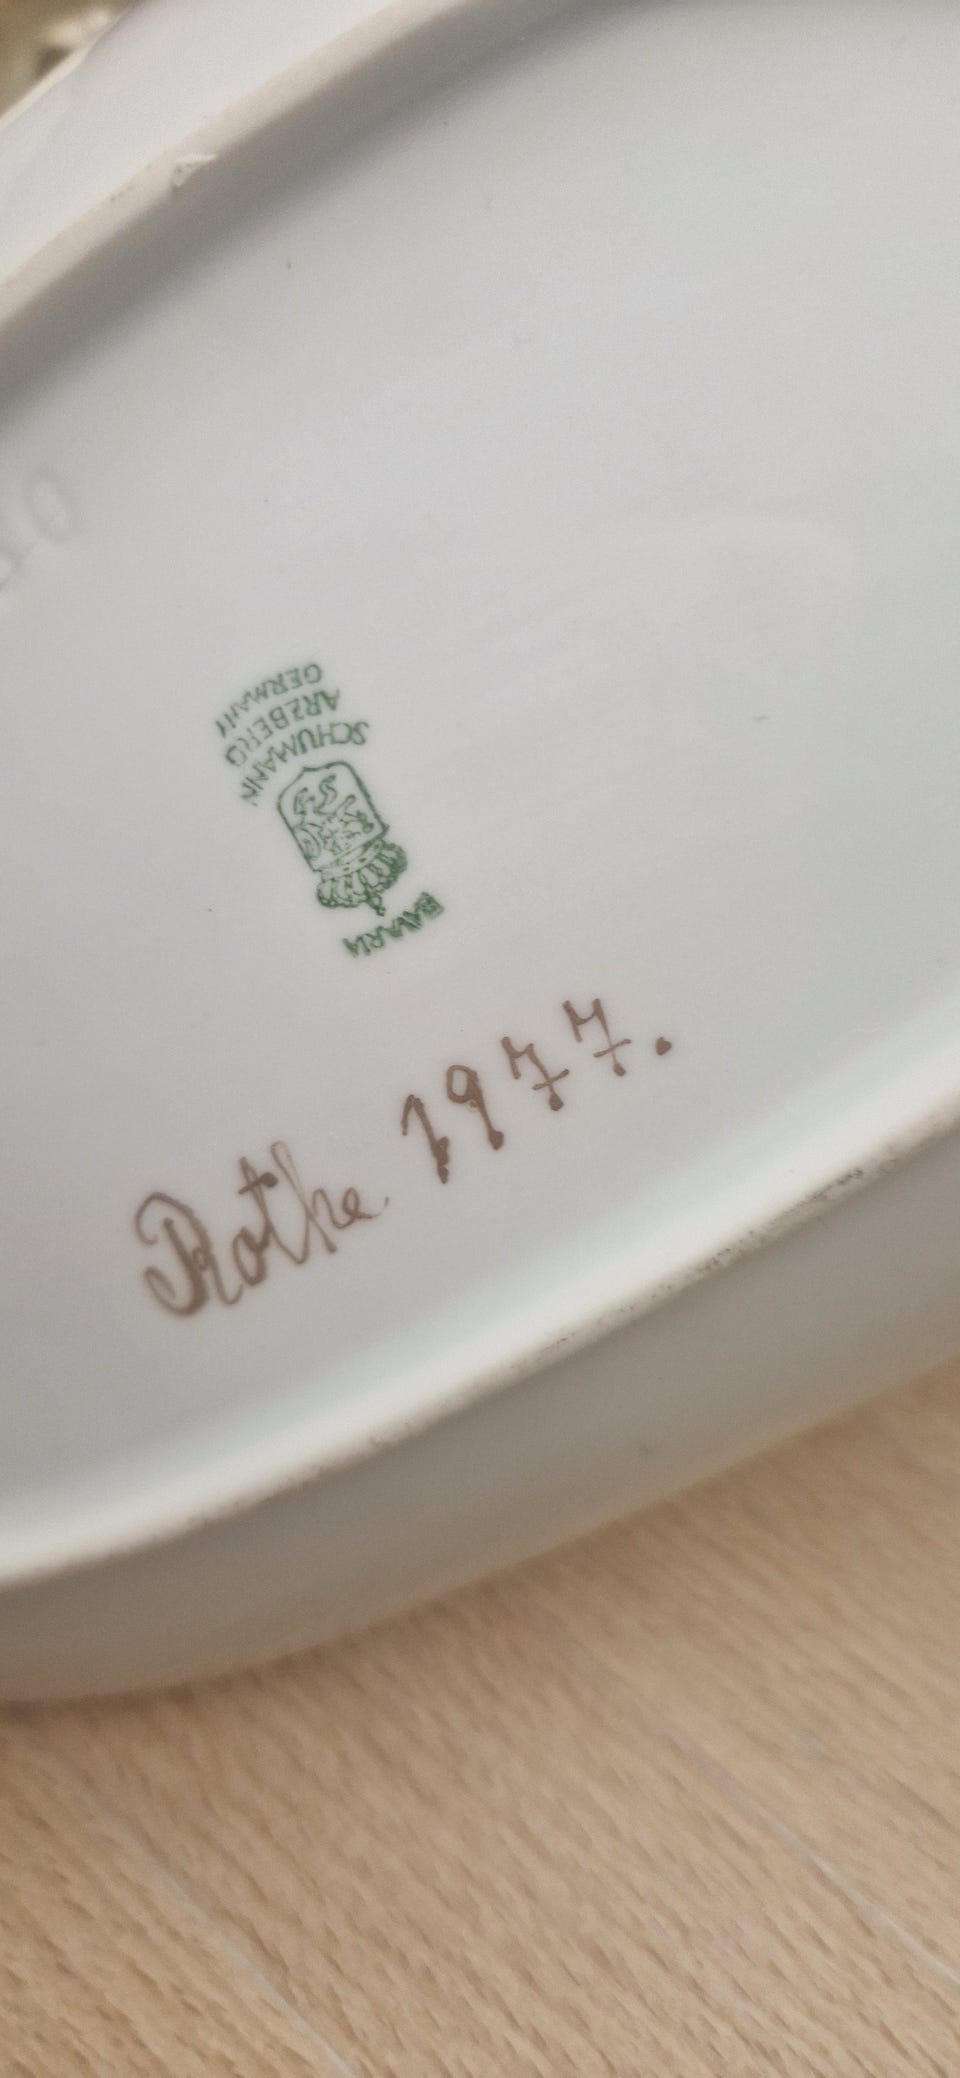 BAVARIA
SCHUMANN
ARZBERG
GERMANY
Rothe 1977.